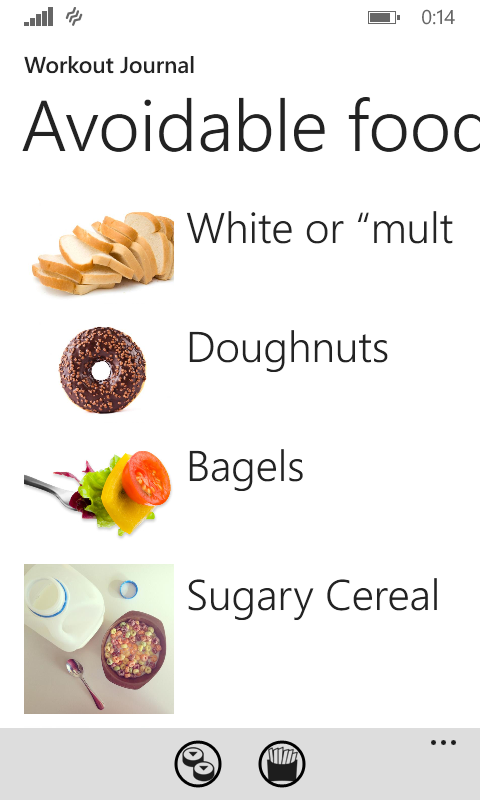 0:14
Workout Journal
Avoidable food
White or “mult
Doughnuts
Bagels
Sugary Cereal